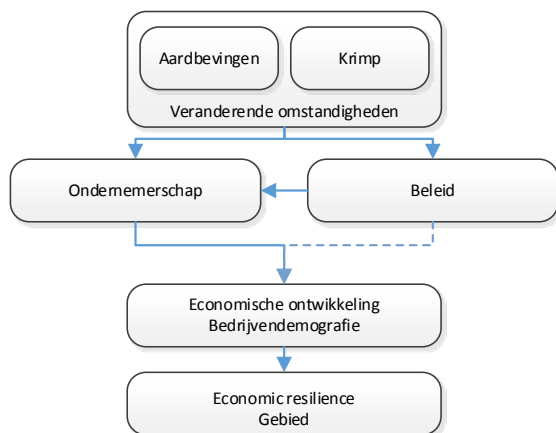 Aardbevingen
Krimp
Veranderende omstandigheden
Ondernemerschap
Beleid
Economische ontwikkeling
Bedrijvendemografie
Economic resilience
Gebied